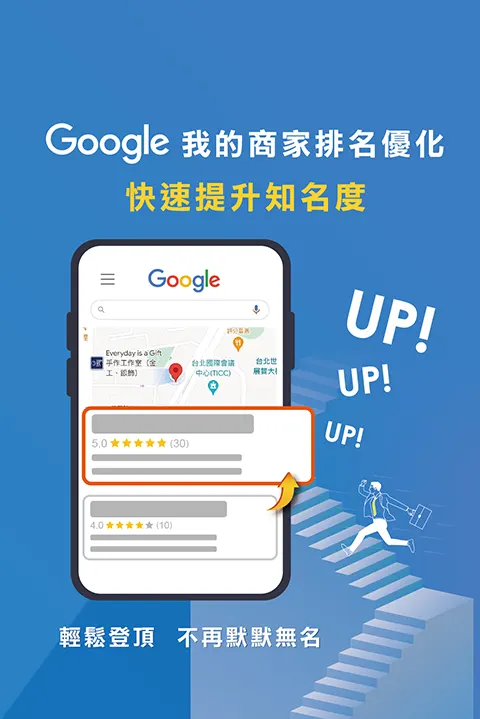 Google 我的商家排名優化
快速提升知名度
Google
Everyday is a Gift
手作工作室〔金
工、銀飾〕
台北國際會議
中心(TICC)
台北世
展貿大樓
UP!
UP!
UP!
5.0 ★★★★★ (30)
4.0 ★★★★★ (10)
輕鬆登頂 不再默默無名